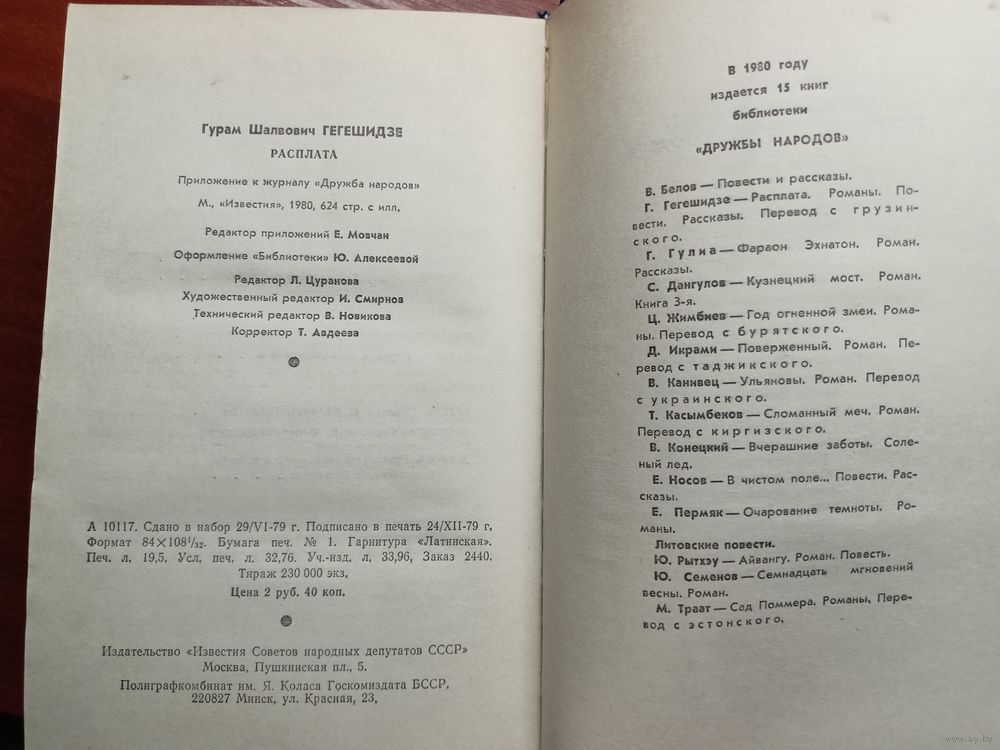 Гурам Шалвович ГЕГЕШИДЗЕ
РАСПЛАТА
Приложение к журналу «Дружба народов»
М., «Известия», 1980, 624 стр. с илл.
Редактор приложений Е. Мовчан
Оформление «Библиотеки» Ю. Алексеевой
Редактор Л. Цуранова
Художественный редактор И. Смирнов
Технический редактор В. Новикова
Корректор Т. Авдеева
А 10117. Сдано в набор 29/VI-79 г. Подписано в печать 24/XII-79 г,
Формат 84×108¹/₃₂. Бумага печ. № 1. Гарнитура «Латинская».
Печ. л. 19,5. Усл. печ. л. 32,76. Уч.-изд. л, 33,96, Заказ 2440.
Тираж 230 000 экз,
Цена 2 руб. 40 коп.
Издательство «Известия Советов народных депутатов СССР»
Москва, Пушкинская пл., 5.
Полиграфкомбинат им. Я. Коласа Госкомиздата БССР,
220827 Минск, ул. Красная, 23,
В 1980 году
издается 15 книг
библиотеки
«ДРУЖБЫ НАРОДОВ»
В. Белов — Повести и рассказы.
Г. Гегешидзе — Расплата. Романы. По-
вести. Рассказы. Перевод с грузин-
ского.
Г. Гулиа — Фараон Эхнатон. Роман.
Рассказы.
С. Дангулов — Кузнецкий мост. Роман.
Книга 3-я.
Ц. Жимбиев — Год огненной змеи. Рома-
ны. Перевод с бурятского.
Д. Икрами — Поверженный. Роман. Пе-
ревод с таджикского.
В. Канивец — Ульяновы. Роман. Перевод
с украинского.
Т. Касымбеков — Сломанный меч. Роман.
Перевод с киргизского.
В. Конецкий — Вчерашние заботы. Соле-
ный лед.
Е. Носов — В чистом поле... Повести. Рас-
сказы.
Е. Пермяк — Очарование темноты. Ро-
маны.
Литовские повести.
Ю. Рытхэу — Айвангу. Роман. Повесть.
Ю. Семенов — Семнадцать мгновений
весны. Роман.
М. Траат — Сад Поммера. Романы, Пере-
вод с эстонского.
www.ay.by